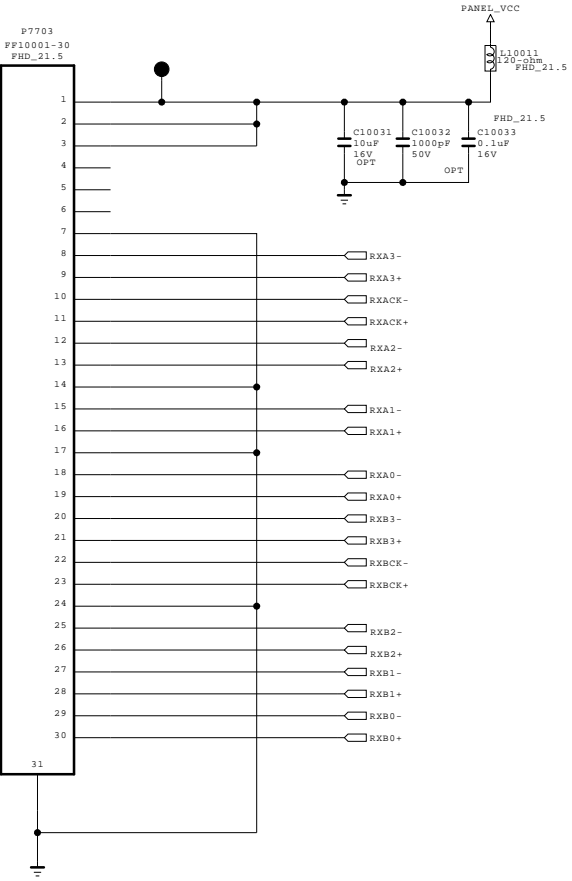 PANEL_VCC
P7703
FF10001-30
FHD_21.5
L10011
120-ohm
FHD_21.5
FHD_21.5
C10031
10uF
16V
OPT
C10032
1000pF
50V
OPT
C10033
0.1uF
16V
1
2
3
4
5
6
7
8 RXA3-
9 RXA3+
10 RXACK-
11 RXACK+
12 RXA2-
13 RXA2+
14
15 RXA1-
16 RXA1+
17
18 RXA0-
19 RXA0+
20 RXB3-
21 RXB3+
22 RXBCK-
23 RXBCK+
24
25 RXB2-
26 RXB2+
27 RXB1-
28 RXB1+
29 RXB0-
30 RXB0+
31